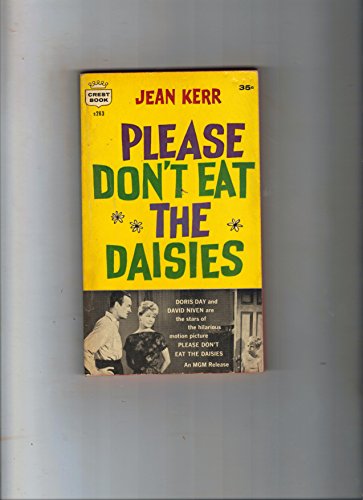 CREST
BOOK
s263
JEAN KERR
35¢
PLEASE
DON'T EAT
THE
DAISIES
DORIS DAY and
DAVID NIVEN are
the stars of
the hilarious
motion picture
PLEASE DON'T
EAT THE DAISIES
An MGM Release